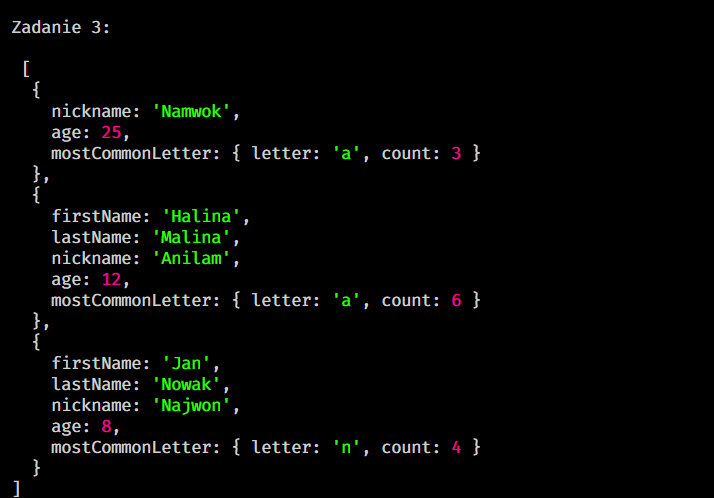 Zadanie 3:
[
{
nickname: 'Namwok',
age: 25,
mostCommonLetter: { letter: 'a', count: 3 }
},
{
firstName: 'Halina',
lastName: 'Malina',
nickname: 'Anilam',
age: 12,
mostCommonLetter: { letter: 'a', count: 6 }
},
{
firstName: 'Jan',
lastName: 'Nowak',
nickname: 'Najwon',
age: 8,
mostCommonLetter: { letter: 'n', count: 4 }
}
]